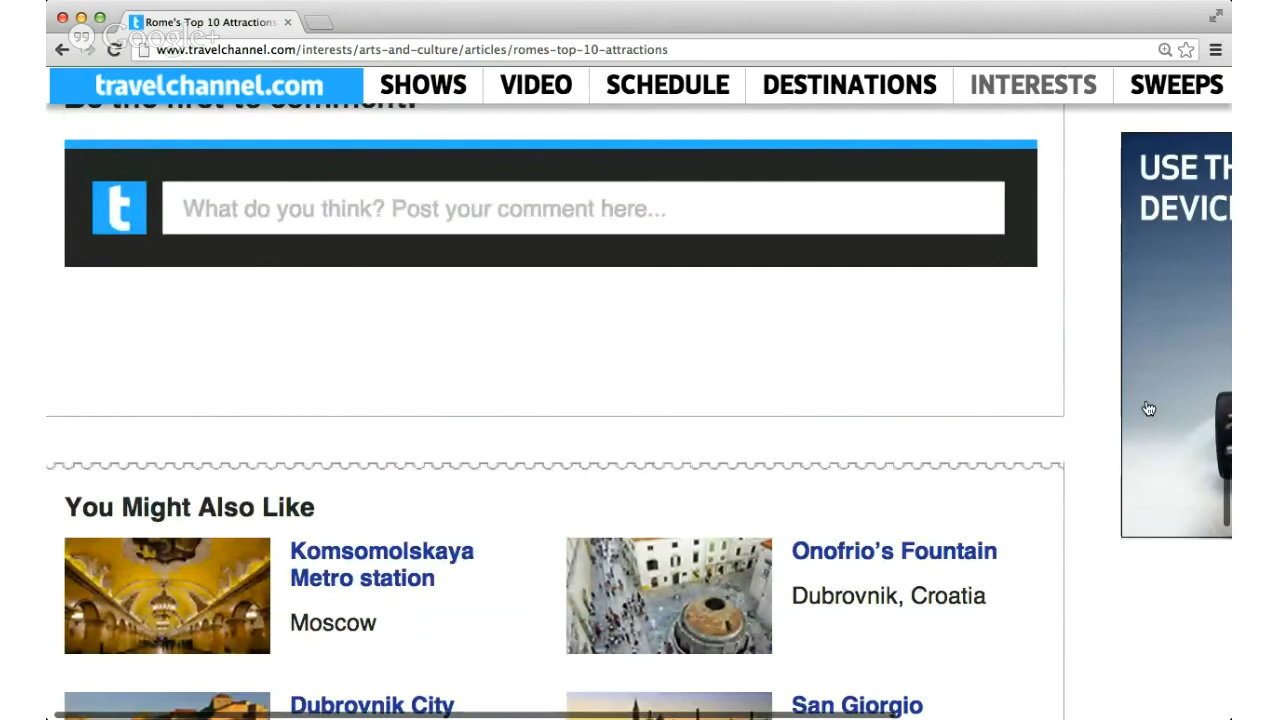 Rome's Top 10 Attractions
Google+
www.travelchannel.com/interests/arts-and-culture/articles/romes-top-10-attractions
travelchannel.com SHOWS VIDEO SCHEDULE DESTINATIONS INTERESTS SWEEPS
Be the first to comment!
t What do you think? Post your comment here...
USE TH
DEVIC
You Might Also Like
Komsomolskaya
Metro station
Moscow
Onofrio's Fountain
Dubrovnik, Croatia
Dubrovnik City
San Giorgio